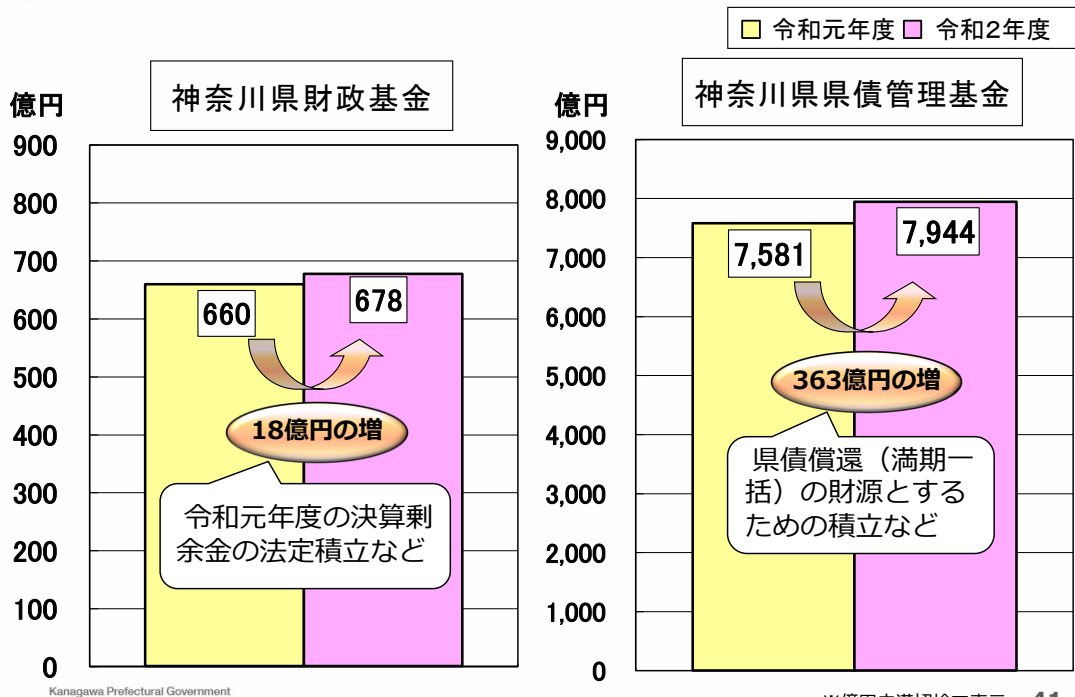 令和元年度 令和2年度
神奈川県財政基金
億円
900
800
700
600
500
400
300
200
100
0
660
678
18億円の増
令和元年度の決算剰
余金の法定積立など
神奈川県県債管理基金
億円
9,000
8,000
7,000
6,000
5,000
4,000
3,000
2,000
1,000
0
7,581
7,944
363億円の増
県債償還（満期一
括）の財源とする
ための積立など
Kanagawa Prefectural Government